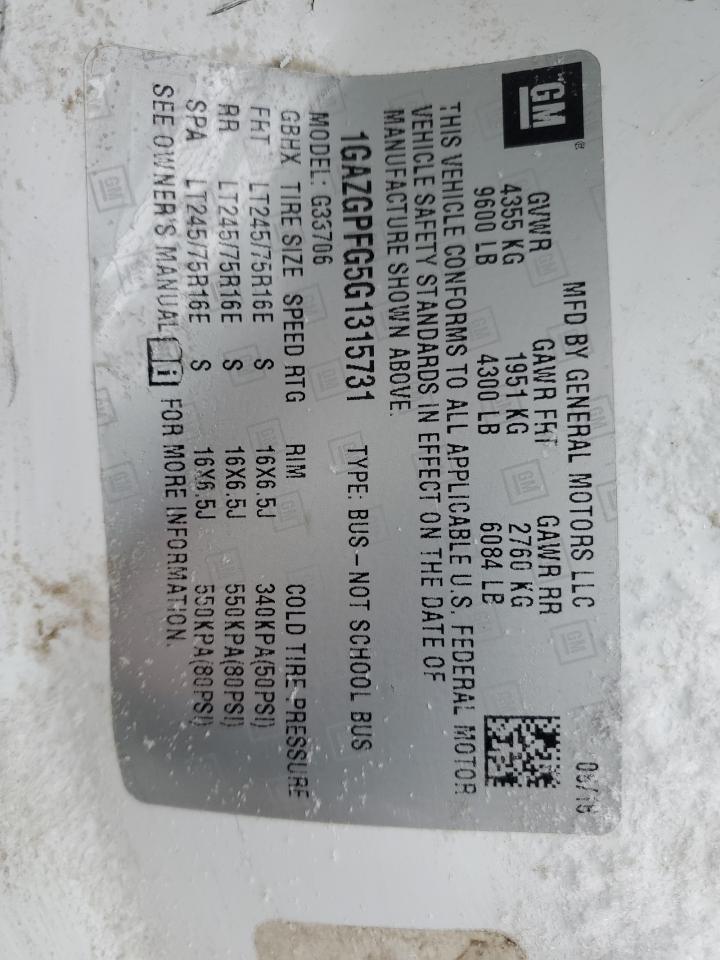 GM
MFD BY GENERAL MOTORS LLC
GVWR GAWR FRT GAWR RR
4355 KG 1951 KG 2760 KG
9600 LB 4300 LB 6084 LB
THIS VEHICLE CONFORMS TO ALL APPLICABLE U.S. FEDERAL MOTOR
VEHICLE SAFETY STANDARDS IN EFFECT ON THE DATE OF
MANUFACTURE SHOWN ABOVE.
1GAZGPFG5G1315731 TYPE: BUS – NOT SCHOOL BUS
MODEL: G33706
GBHX TIRE SIZE SPEED RTG RIM COLD TIRE PRESSURE
FRT LT245/75R16E S 16X6.5J 340KPA(50PSI)
RR LT245/75R16E S 16X6.5J 550KPA(80PSI)
SPA LT245/75R16E S 16X6.5J 550KPA(80PSI)
SEE OWNER'S MANUAL i FOR MORE INFORMATION.